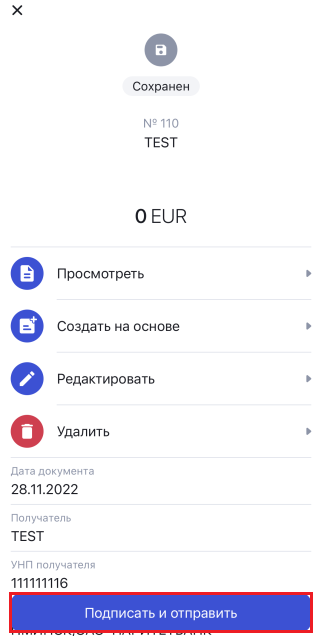 Сохранен
№ 110
TEST
0 EUR
Просмотреть
Создать на основе
Редактировать
Удалить
Дата документа
28.11.2022
Получатель
TEST
УНП получателя
111111116
Подписать и отправить